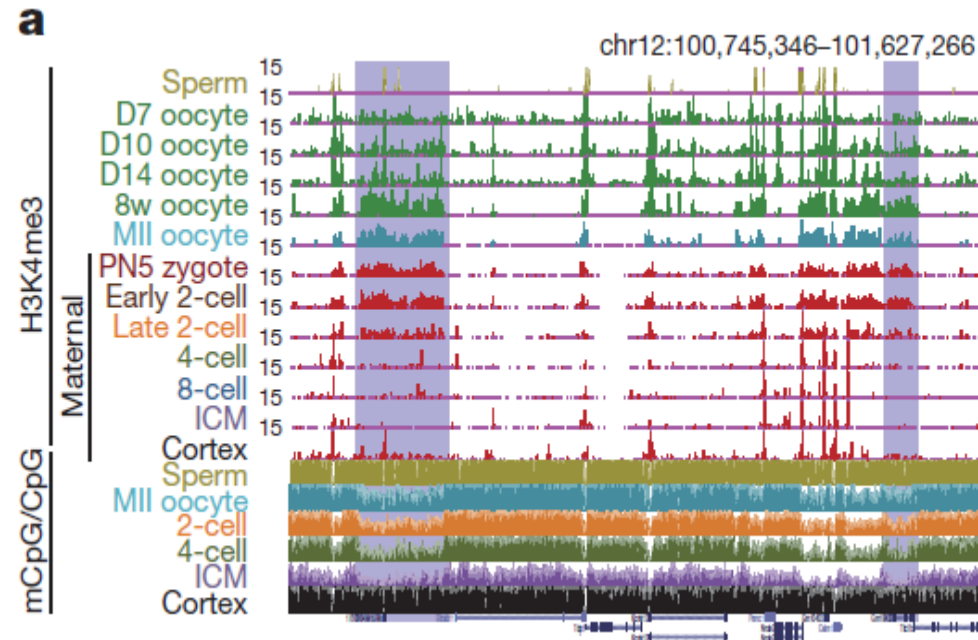 a
chr12:100,745,346–101,627,266
H3K4me3
Maternal
mCpG/CpG
Sperm 15
D7 oocyte 15
D10 oocyte 15
D14 oocyte 15
8w oocyte 15
MII oocyte 15
PN5 zygote 15
Early 2-cell 15
Late 2-cell 15
4-cell 15
8-cell 15
ICM 15
Cortex
Sperm
MII oocyte
2-cell
4-cell
ICM
Cortex